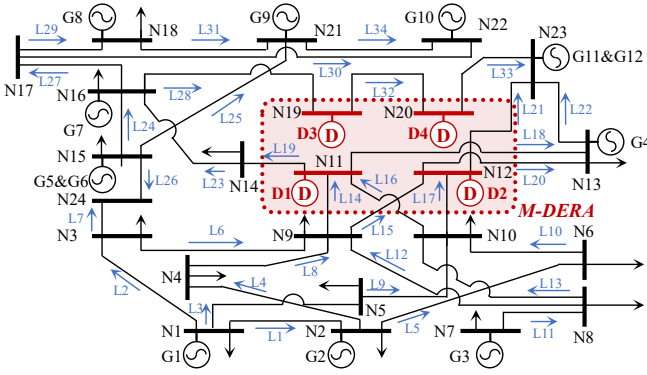 G8 N18 G9 N21 G10 N22 N23
L29 L31 L34
G11&G12
L30 L33
N17 L27
N16 L28 L32
G7 L24 L25 N19 N20 L21 L22
D3 D D4 D
N15 L19 L18 G4
G5&G6 L26 L23 N14 N11 L16 N12 L20 N13
N24 D1 D L14 L17 D D2
L7 M-DERA
N3 L6 N9 L15 N10 L10 N6
L2 N4 L8 L12
L4 L9 L13
L3 N5 L5
N1 L1 N2 N7 L11 N8
G1 G2 G3